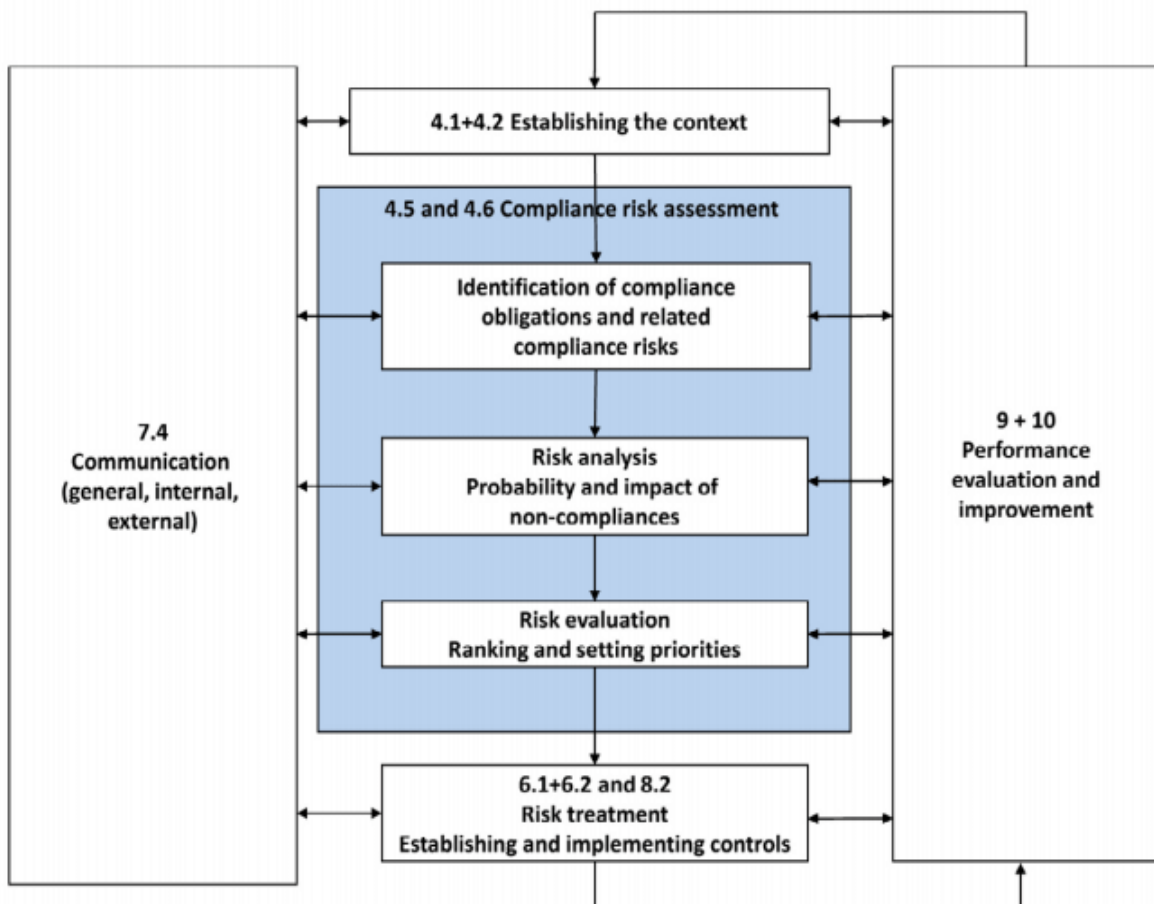 4.1+4.2 Establishing the context
4.5 and 4.6 Compliance risk assessment
Identification of compliance
obligations and related
compliance risks
7.4
Communication
(general, internal,
external)
Risk analysis
Probability and impact of
non-compliances
9 + 10
Performance
evaluation and
improvement
Risk evaluation
Ranking and setting priorities
6.1+6.2 and 8.2
Risk treatment
Establishing and implementing controls